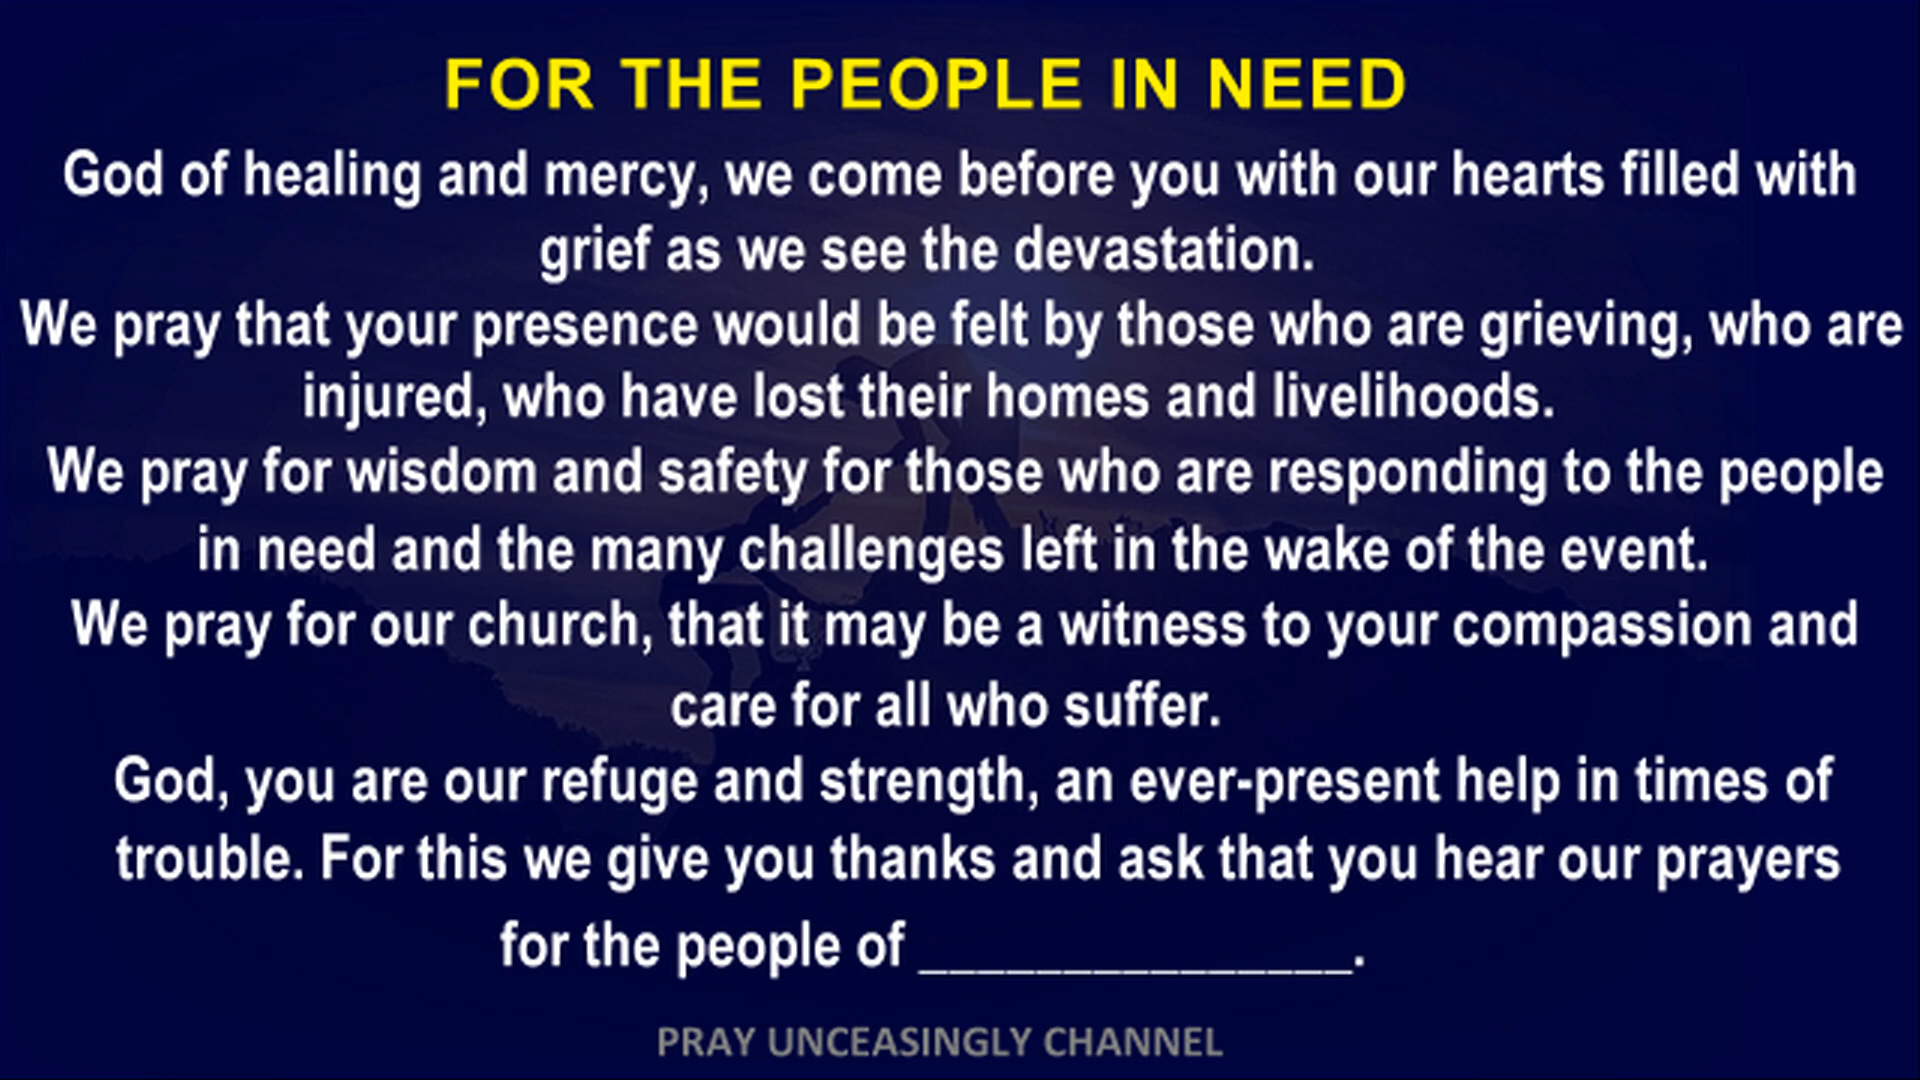 FOR THE PEOPLE IN NEED
God of healing and mercy, we come before you with our hearts filled with
grief as we see the devastation.
We pray that your presence would be felt by those who are grieving, who are
injured, who have lost their homes and livelihoods.
We pray for wisdom and safety for those who are responding to the people
in need and the many challenges left in the wake of the event.
We pray for our church, that it may be a witness to your compassion and
care for all who suffer.
God, you are our refuge and strength, an ever-present help in times of
trouble. For this we give you thanks and ask that you hear our prayers
for the people of _______________.
PRAY UNCEASINGLY CHANNEL